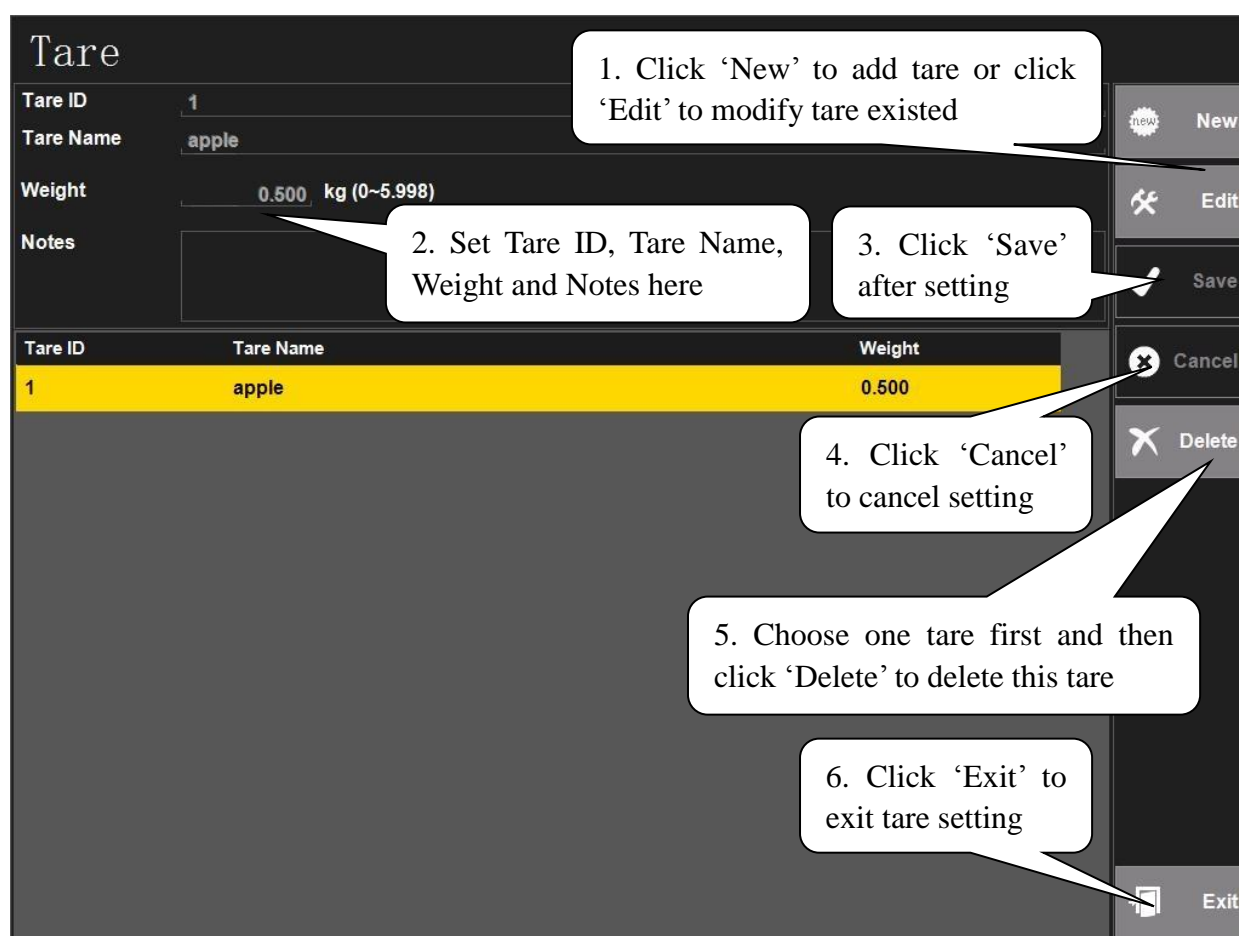 Tare
1. Click ‘New’ to add tare or click
‘Edit’ to modify tare existed
Tare ID 1
Tare Name apple
new New
Weight 0.500 kg (0~5.998)
Edit
Notes
2. Set Tare ID, Tare Name,
Weight and Notes here
3. Click ‘Save’
after setting
Save
Tare ID Tare Name Weight
1 apple 0.500
Cancel
4. Click ‘Cancel’
to cancel setting
Delete
5. Choose one tare first and then
click ‘Delete’ to delete this tare
6. Click ‘Exit’ to
exit tare setting
Exit